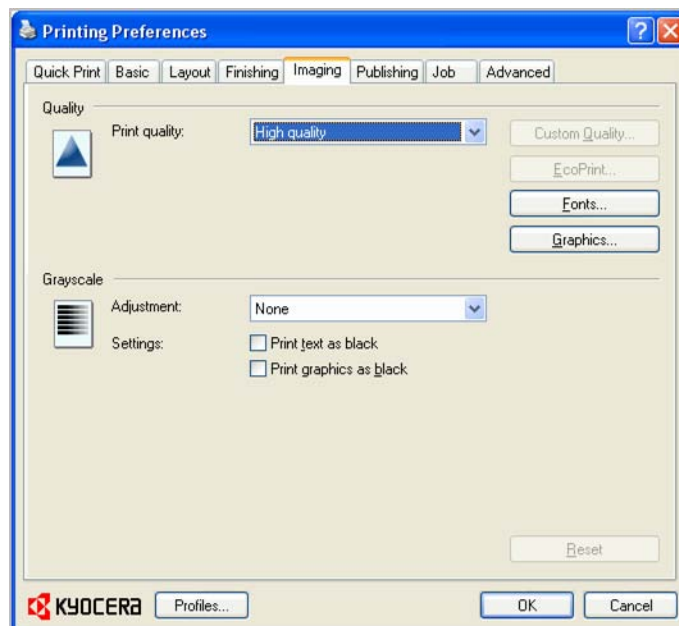 Printing Preferences
Quick Print Basic Layout Finishing Imaging Publishing Job Advanced
Quality
Print quality: High quality Custom Quality...
EcoPrint...
Fonts...
Graphics...
Grayscale
Adjustment: None
Settings: Print text as black
Print graphics as black
Reset
KYOCERA Profiles... OK Cancel